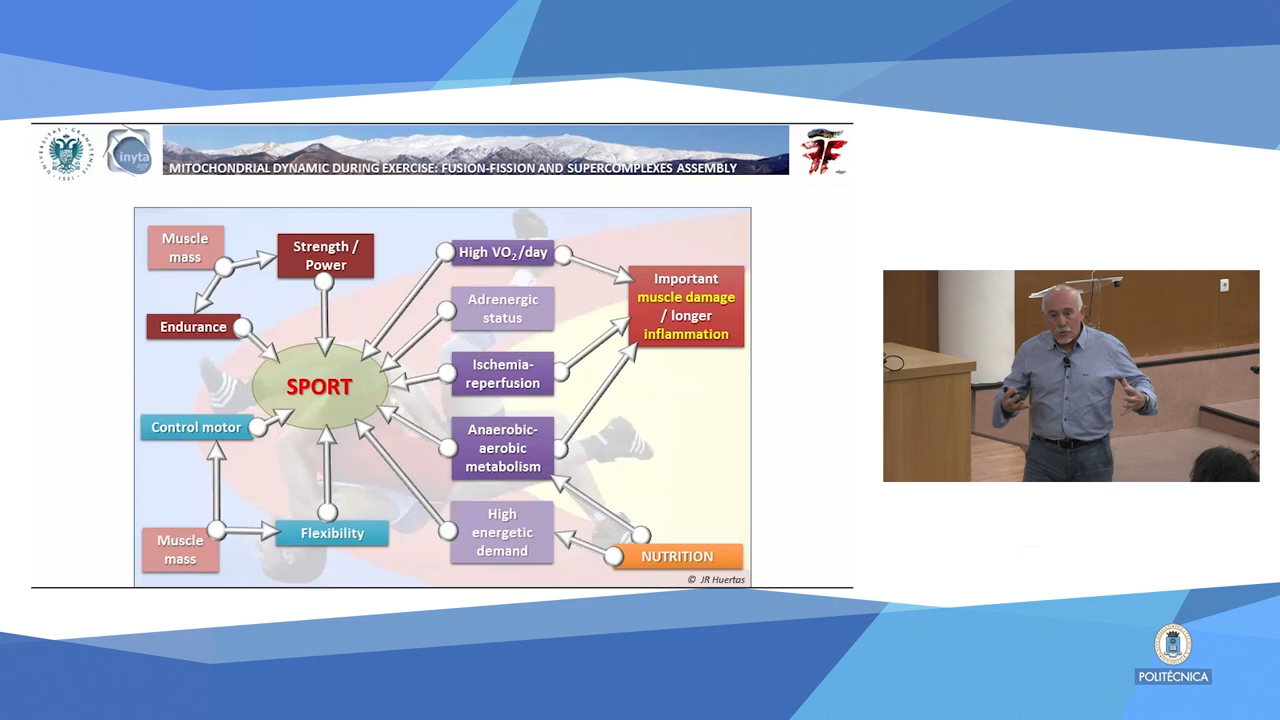 inyta
MITOCHONDRIAL DYNAMIC DURING EXERCISE: FUSION-FISSION AND SUPERCOMPLEXES ASSEMBLY
Muscle
mass
Strength /
Power
Endurance
SPORT
Control motor
Muscle
mass
Flexibility
High VO₂/day
Adrenergic
status
Ischemia-
reperfusion
Anaerobic-
aerobic
metabolism
High
energetic
demand
Important
muscle damage
/ longer
inflammation
NUTRITION
© JR Huertas
POLITÉCNICA